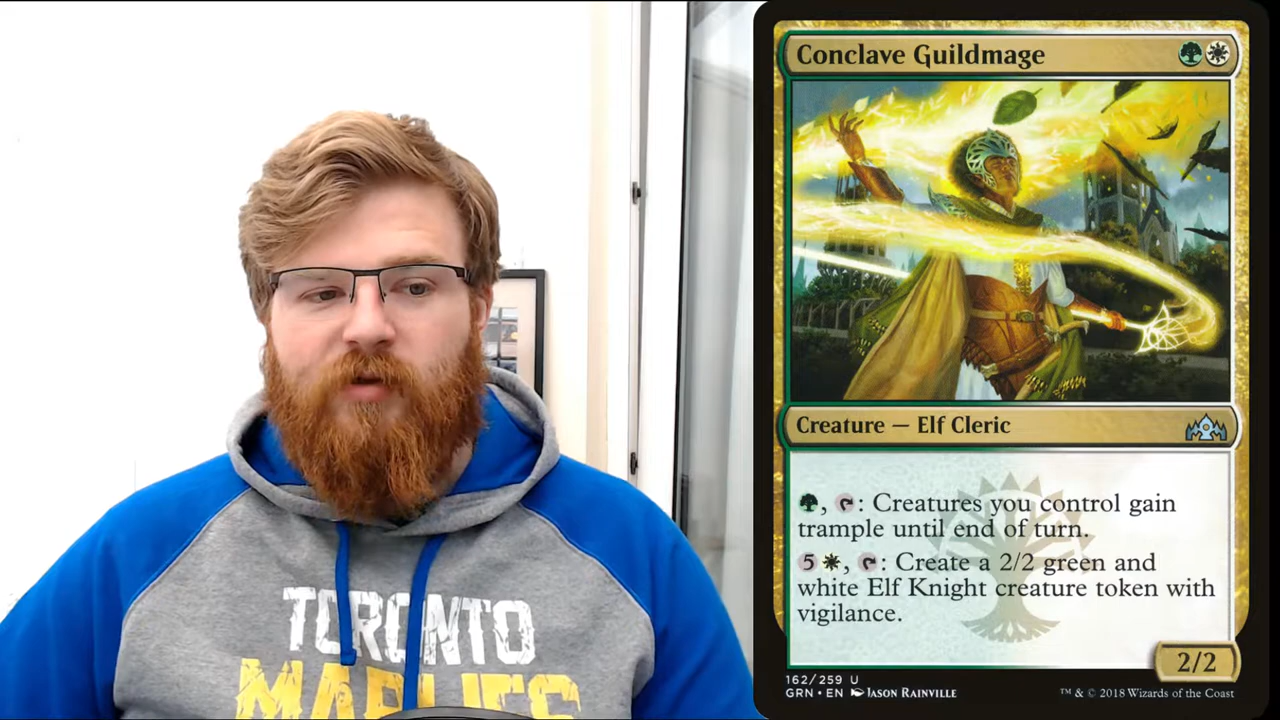 TORONTO
Conclave Guildmage
Creature — Elf Cleric
, : Creatures you control gain
trample until end of turn.
5 , : Create a 2/2 green and
white Elf Knight creature token with
vigilance.
2/2
162/259 U
GRN • EN JASON RAINVILLE
™ & © 2018 Wizards of the Coast